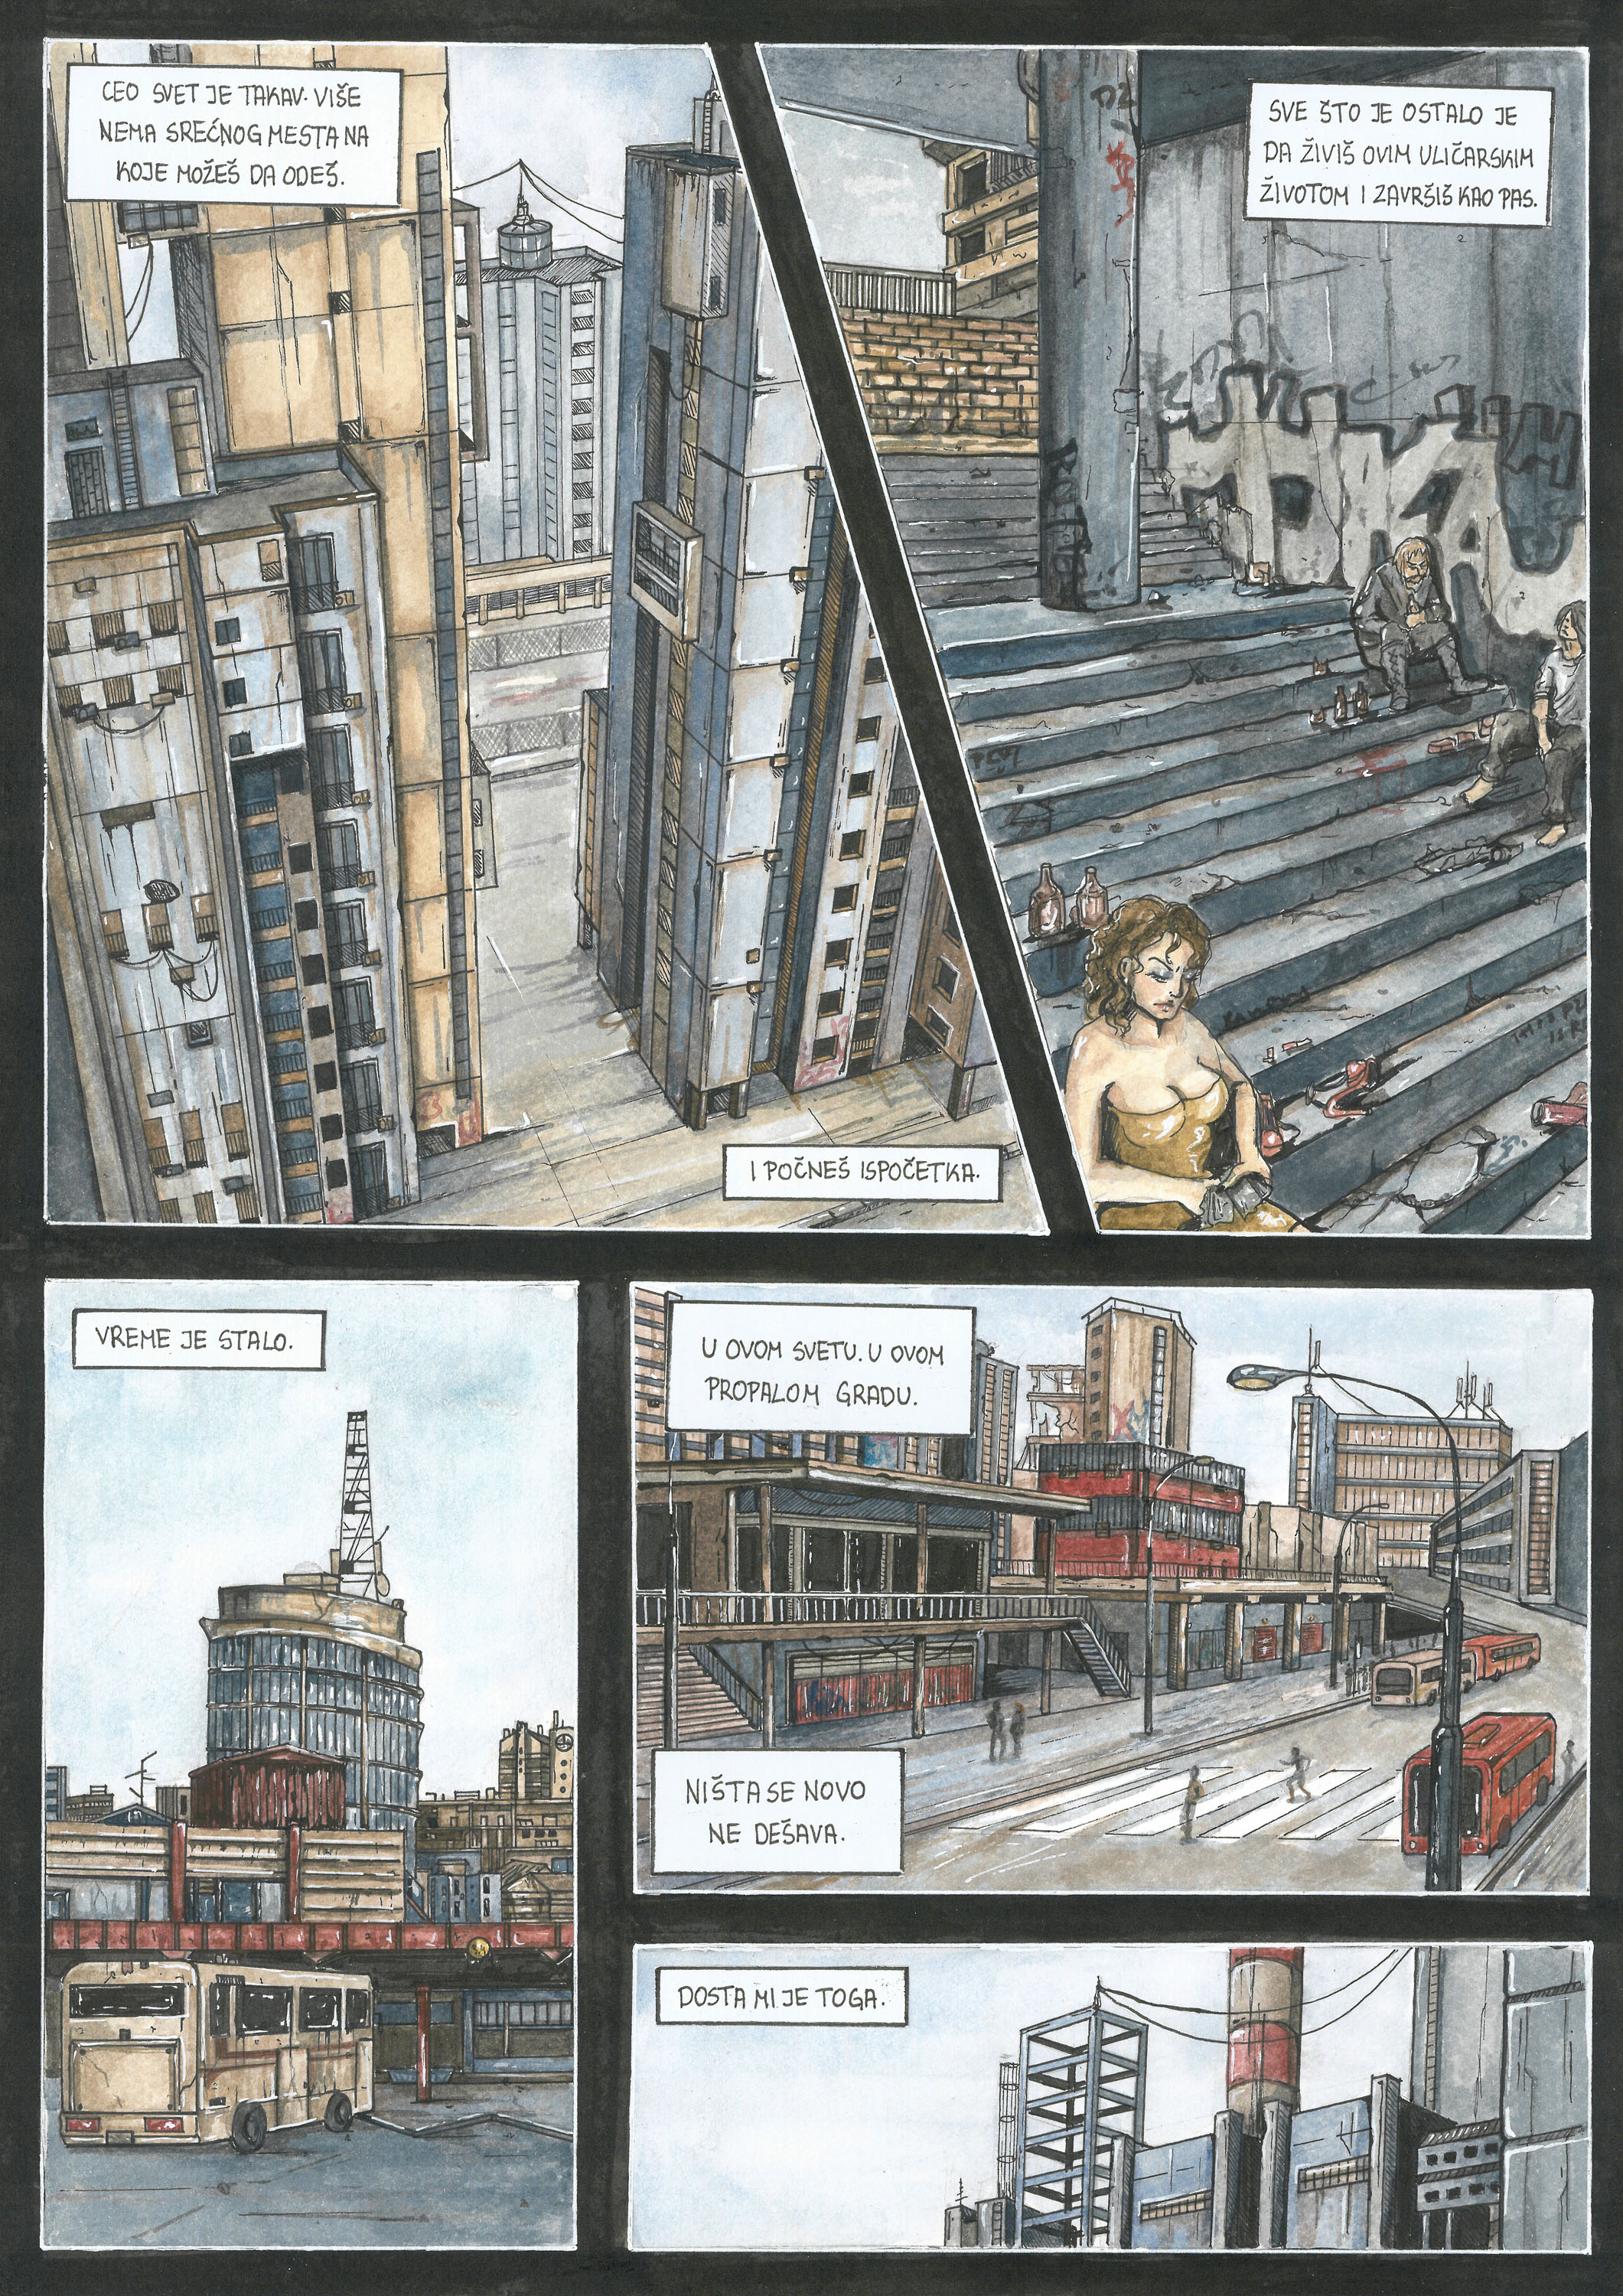 CEO SVET JE TAKAV. VIŠE
NEMA SREĆNOG MESTA NA
KOJE MOŽEŠ DA ODEŠ.
I POČNEŠ ISPOČETKA.
SVE ŠTO JE OSTALO JE
DA ŽIVIŠ OVIM ULIČARSKIM
ŽIVOTOM I ZAVRŠIŠ KAO PAS.
VREME JE STALO.
U OVOM SVETU. U OVOM
PROPALOM GRADU.
NIŠTA SE NOVO
NE DEŠAVA.
DOSTA MI JE TOGA.